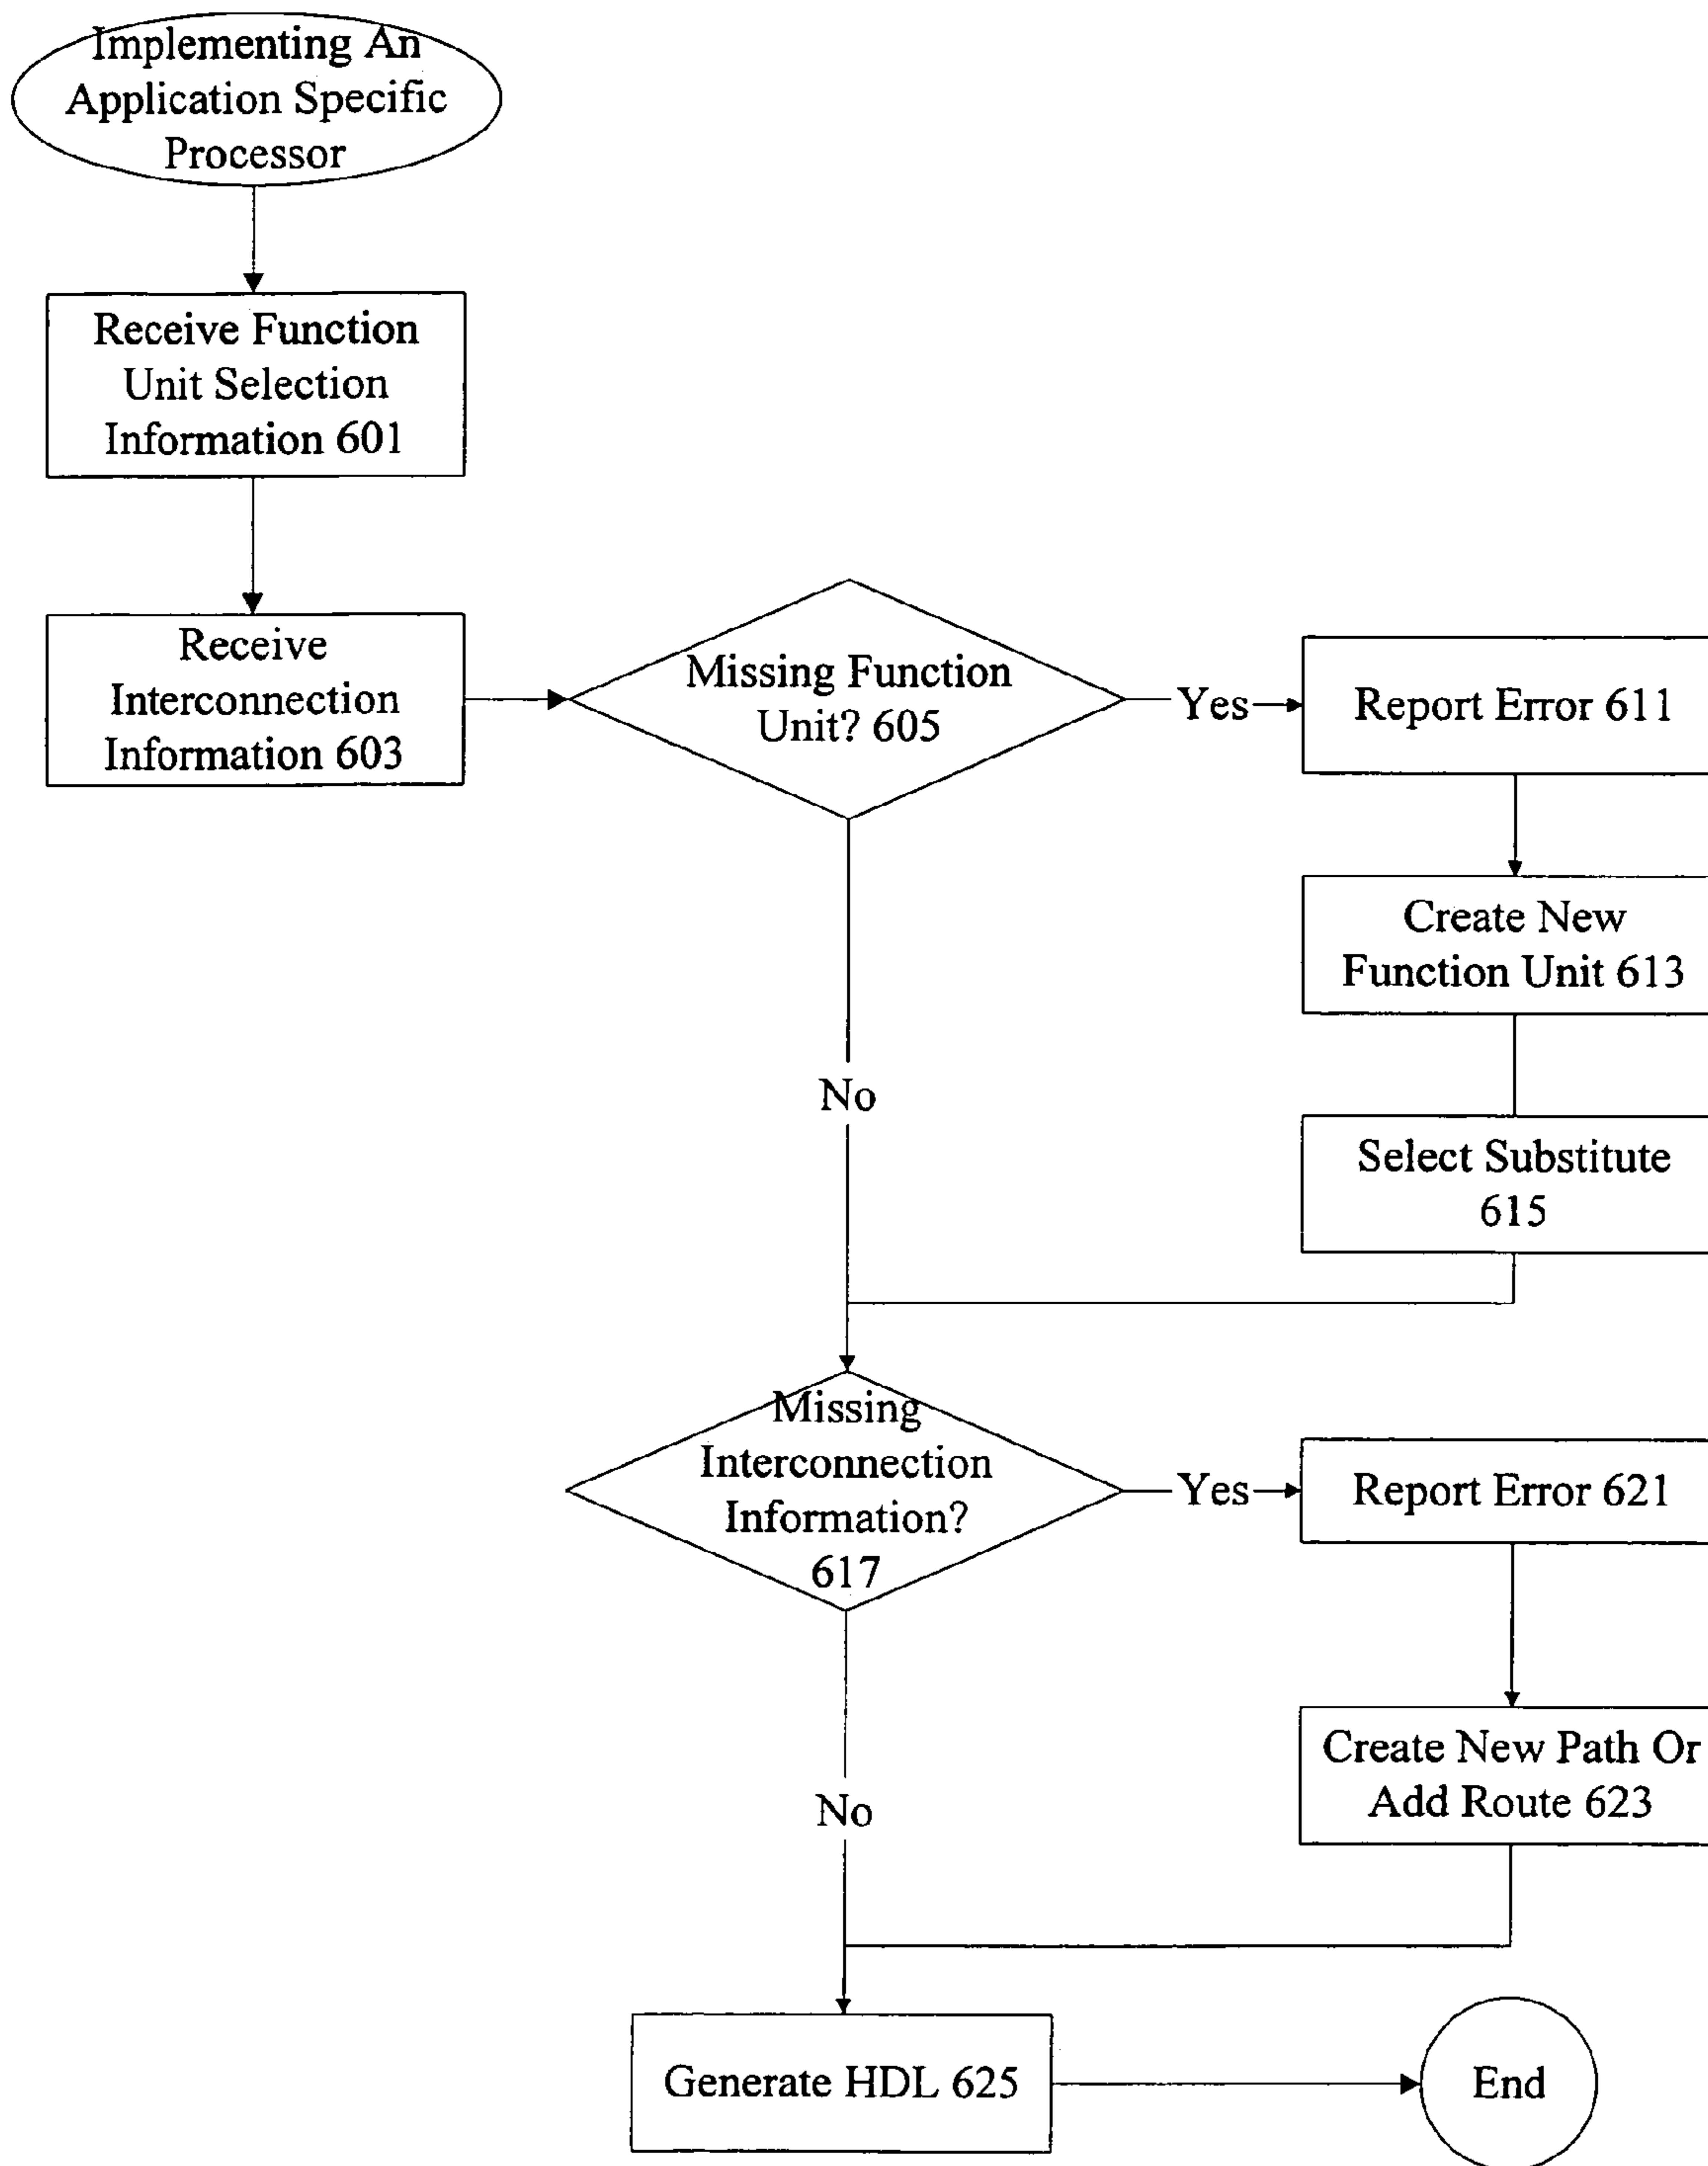 Implementing An
Application Specific
Processor
Receive Function
Unit Selection
Information 601
Receive
Interconnection
Information 603
Missing Function
Unit? 605
Yes
Report Error 611
Create New
Function Unit 613
No
Select Substitute
615
Missing
Interconnection
Information?
617
Yes
Report Error 621
Create New Path Or
Add Route 623
No
Generate HDL 625
End